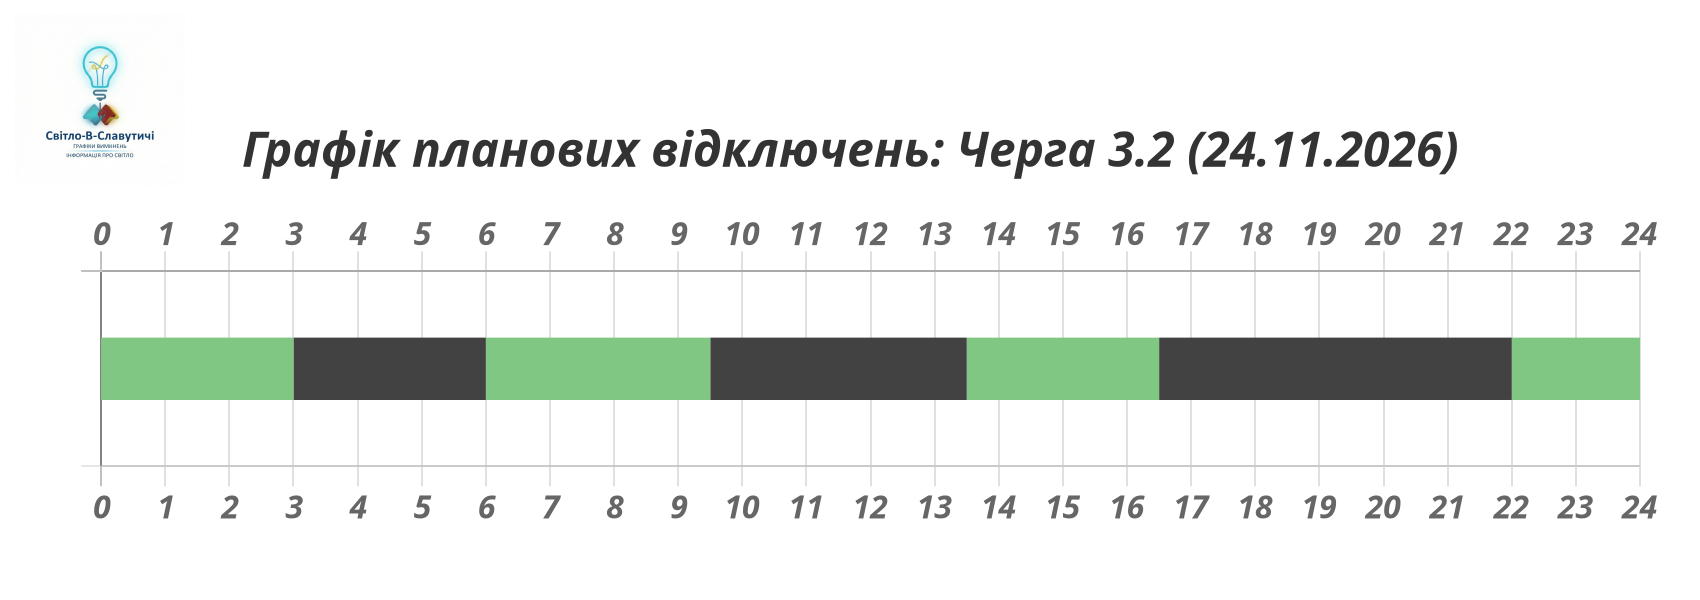 Світло-В-Славутичі
ГРАФІКИ ВИМКНЕНЬ
ІНФОРМАЦІЯ ПРО СВІТЛО
Графік планових відключень: Черга 3.2 (24.11.2026)
0 1 2 3 4 5 6 7 8 9 10 11 12 13 14 15 16 17 18 19 20 21 22 23 24
0 1 2 3 4 5 6 7 8 9 10 11 12 13 14 15 16 17 18 19 20 21 22 23 24